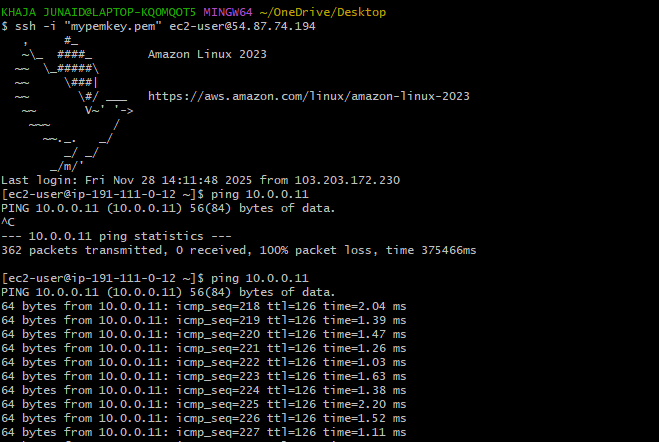 KHAJA JUNAID@LAPTOP-KQOMQOT5 MINGW64 ~/OneDrive/Desktop
$ ssh -i "mypemkey.pem" ec2-user@54.87.74.194
   ,     #_
   ~\_  ####_        Amazon Linux 2023
  ~~  \_#####\
  ~~     \###|
  ~~       \#/ ___   https://aws.amazon.com/linux/amazon-linux-2023
   ~~       V~' '->
    ~~~         /
      ~~._.   _/
         _/ _/
       _/m/'
Last login: Fri Nov 28 14:11:48 2025 from 103.203.172.230
[ec2-user@ip-191-111-0-12 ~]$ ping 10.0.0.11
PING 10.0.0.11 (10.0.0.11) 56(84) bytes of data.
^C
--- 10.0.0.11 ping statistics ---
362 packets transmitted, 0 received, 100% packet loss, time 375466ms
[ec2-user@ip-191-111-0-12 ~]$ ping 10.0.0.11
PING 10.0.0.11 (10.0.0.11) 56(84) bytes of data.
64 bytes from 10.0.0.11: icmp_seq=218 ttl=126 time=2.04 ms
64 bytes from 10.0.0.11: icmp_seq=219 ttl=126 time=1.39 ms
64 bytes from 10.0.0.11: icmp_seq=220 ttl=126 time=1.47 ms
64 bytes from 10.0.0.11: icmp_seq=221 ttl=126 time=1.26 ms
64 bytes from 10.0.0.11: icmp_seq=222 ttl=126 time=1.03 ms
64 bytes from 10.0.0.11: icmp_seq=223 ttl=126 time=1.63 ms
64 bytes from 10.0.0.11: icmp_seq=224 ttl=126 time=1.38 ms
64 bytes from 10.0.0.11: icmp_seq=225 ttl=126 time=2.20 ms
64 bytes from 10.0.0.11: icmp_seq=226 ttl=126 time=1.52 ms
64 bytes from 10.0.0.11: icmp_seq=227 ttl=126 time=1.11 ms